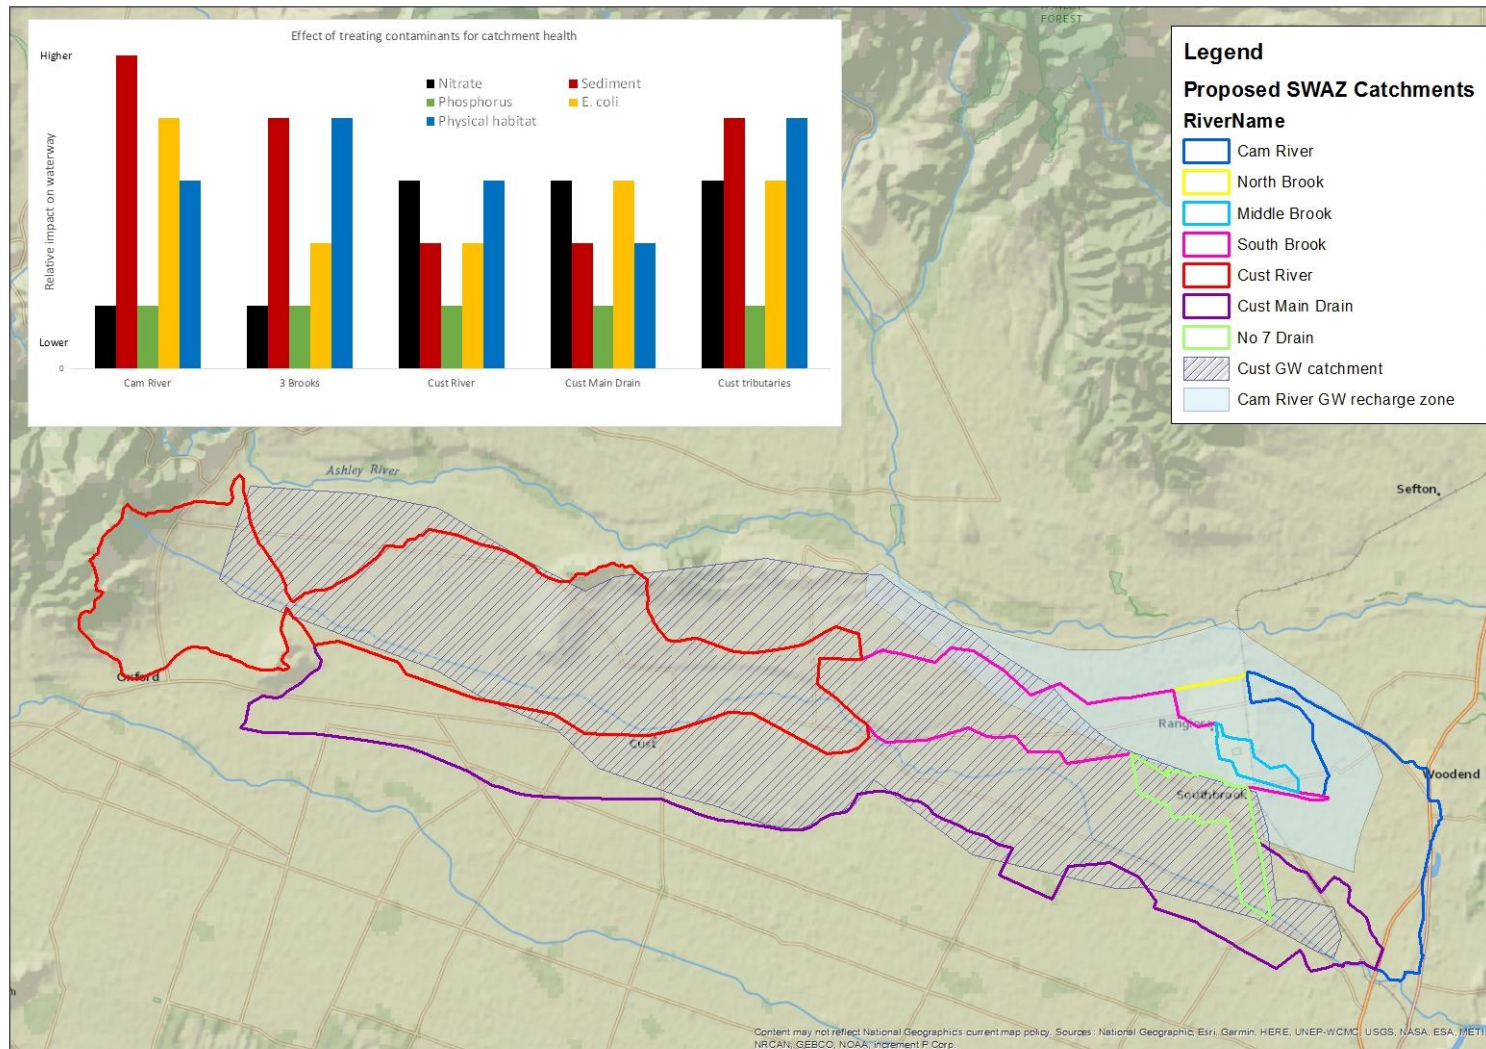 FOREST
Effect of treating contaminants for catchment health
Higher
Nitrate
Sediment
Phosphorus
E. coli
Physical habitat
Relative impact on waterway
Lower
0
Cam River
3 Brooks
Cust River
Cust Main Drain
Cust tributaries
Legend
Proposed SWAZ Catchments
RiverName
Cam River
North Brook
Middle Brook
South Brook
Cust River
Cust Main Drain
No 7 Drain
Cust GW catchment
Cam River GW recharge zone
Ashley River
Sefton
Oxford
Cust
Rangiora
Woodend
Southbrook
Content may not reflect National Geographic's current map policy. Sources: National Geographic, Esri, Garmin, HERE, UNEP-WCMC, USGS, NASA, ESA, METI,
NRCAN, GEBCO, NOAA, increment P Corp.